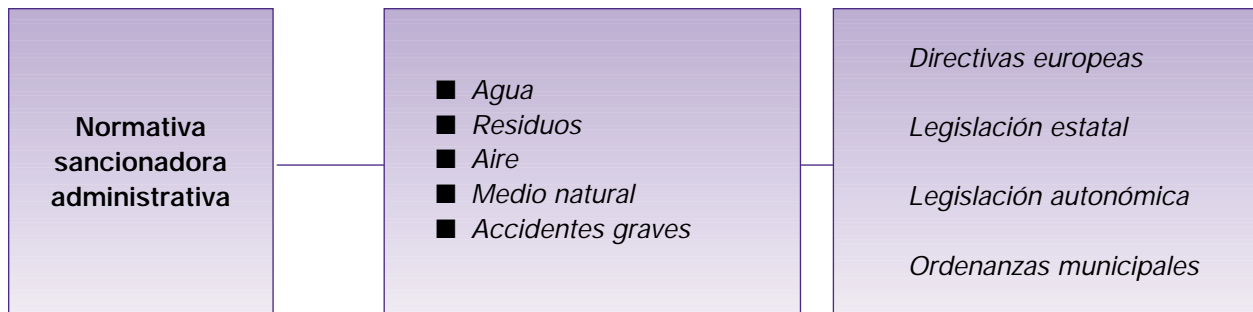 Normativa
sancionadora
administrativa
■ Agua
■ Residuos
■ Aire
■ Medio natural
■ Accidentes graves
Directivas europeas
Legislación estatal
Legislación autonómica
Ordenanzas municipales